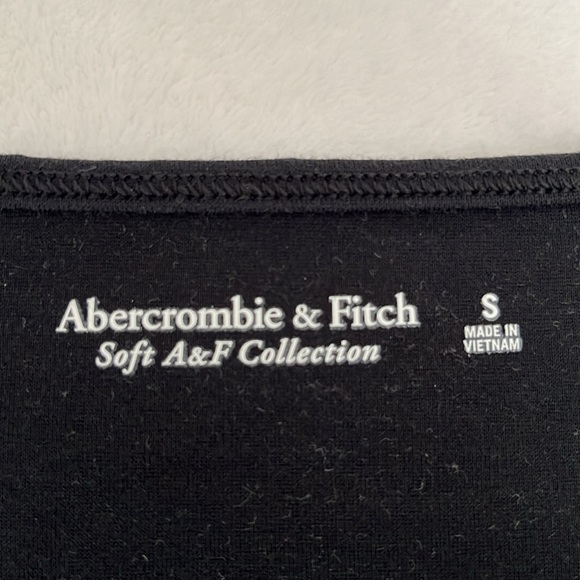 Abercrombie & Fitch
Soft A&F Collection
S
MADE IN
VIETNAM